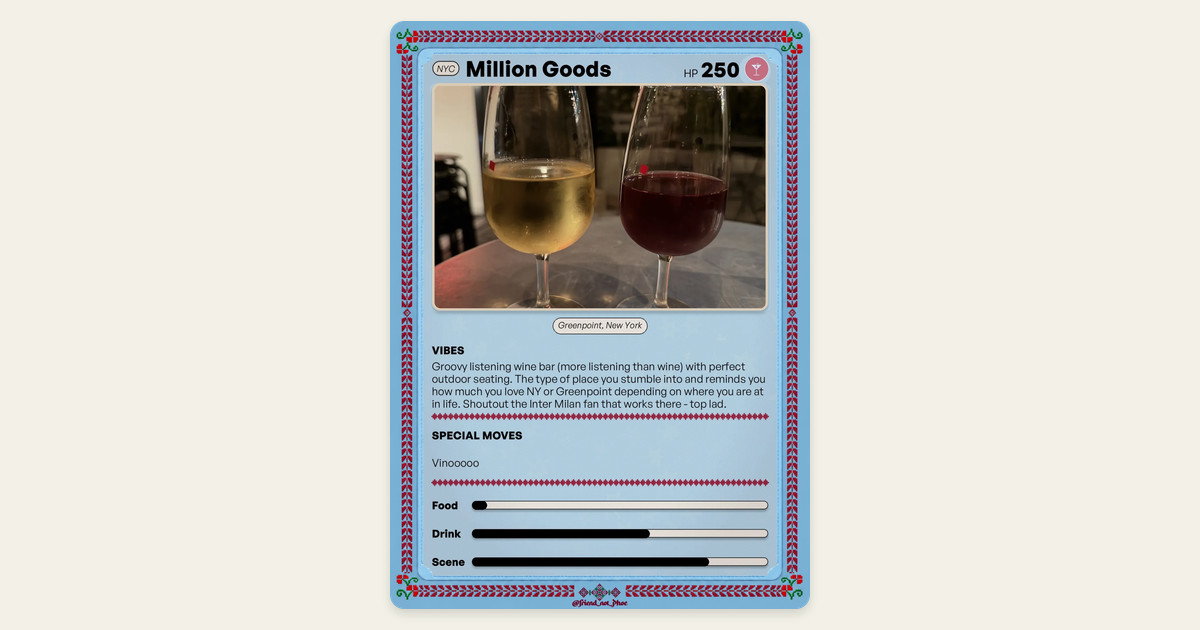 NYC Million Goods HP 250
Greenpoint, New York
VIBES
Groovy listening wine bar (more listening than wine) with perfect
outdoor seating. The type of place you stumble into and reminds you
how much you love NY or Greenpoint depending on where you are at
in life. Shoutout the Inter Milan fan that works there - top lad.
SPECIAL MOVES
Vinooooo
Food
Drink
Scene
@friend_not_phoe